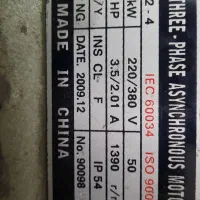 THREE-PHASE ASYNCHRONOUS MOTO
2-4 IEC 60034 ISO 900
kW 220/380 V 50
HP 3.5/2.01 A 1390 r/
/Y INS CL. F IP 54
NG DATE. 2009.12 No. 90098
MADE IN CHINA